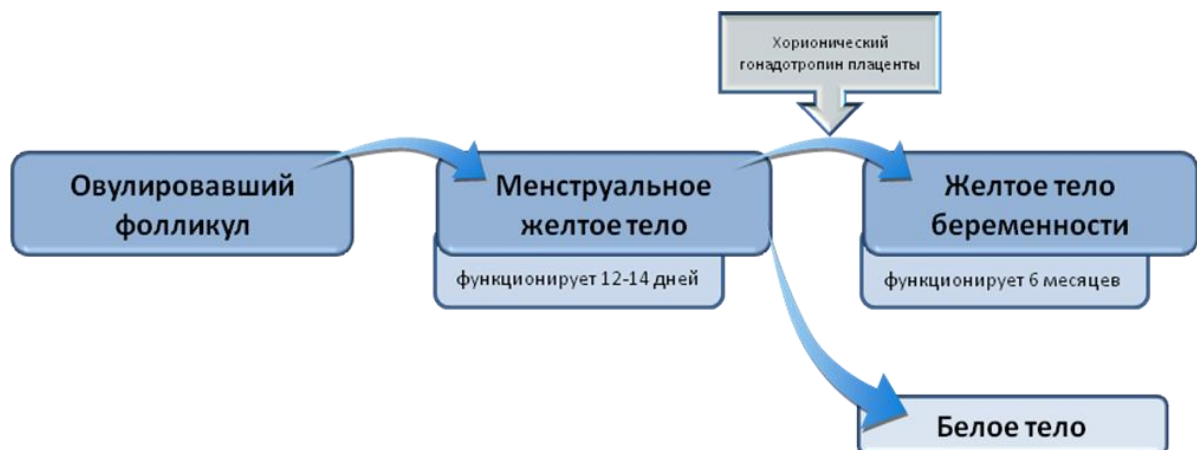 Хорионический
гонадотропин плаценты
Овулировавший
фолликул
Менструальное
желтое тело
функционирует 12-14 дней
Желтое тело
беременности
функционирует 6 месяцев
Белое тело